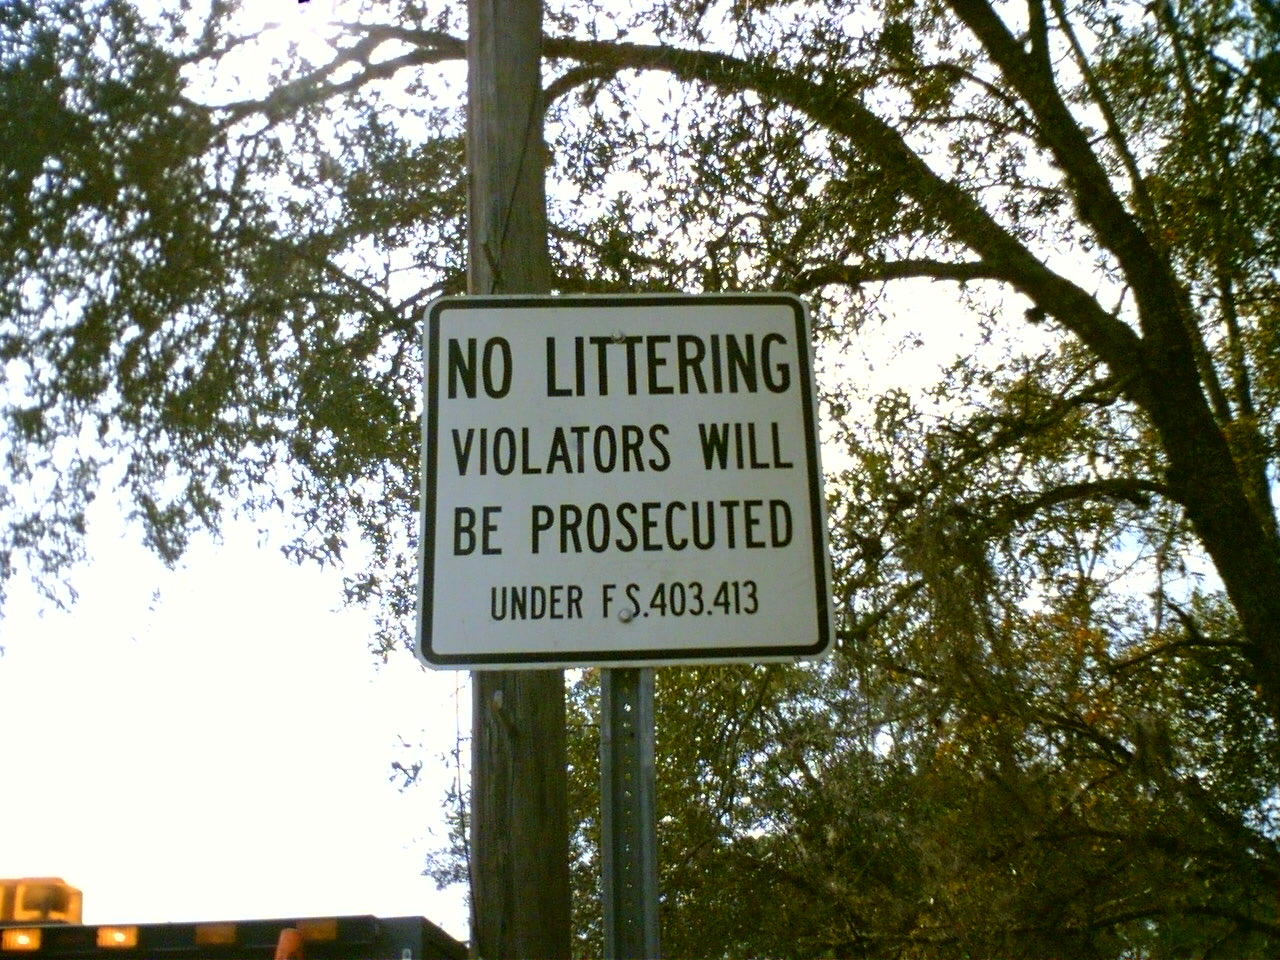 NO LITTERING
VIOLATORS WILL
BE PROSECUTED
UNDER F S.403.413